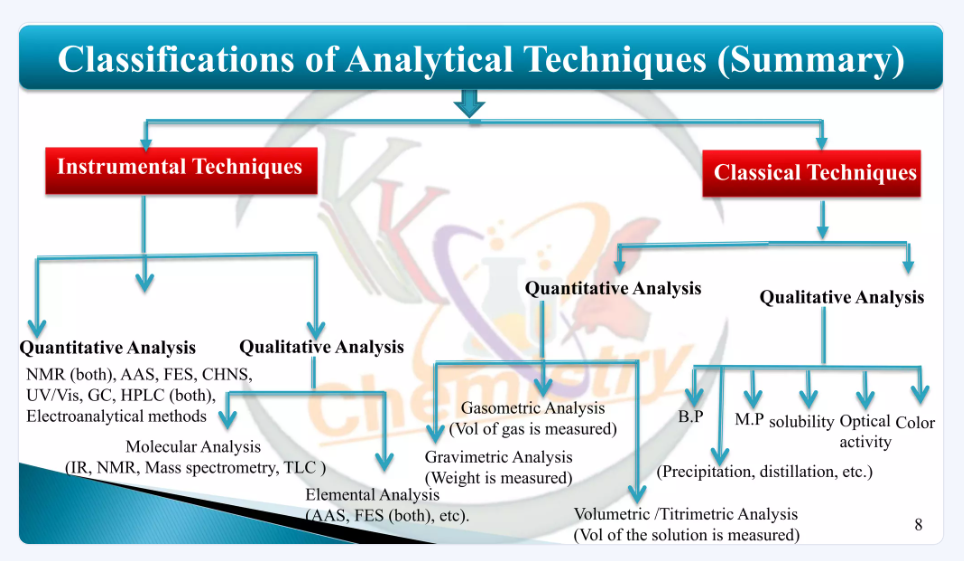 Classifications of Analytical Techniques (Summary)
Instrumental Techniques
Classical Techniques
Quantitative Analysis
Qualitative Analysis
NMR (both), AAS, FES, CHNS,
UV/Vis, GC, HPLC (both),
Electroanalytical methods
Molecular Analysis
(IR, NMR, Mass spectrometry, TLC )
Elemental Analysis
(AAS, FES (both), etc).
Quantitative Analysis
Gasometric Analysis
(Vol of gas is measured)
Gravimetric Analysis
(Weight is measured)
Volumetric /Titrimetric Analysis
(Vol of the solution is measured)
Qualitative Analysis
B.P
M.P
solubility
Optical
activity
Color
(Precipitation, distillation, etc.)
KK
Chemistry
8